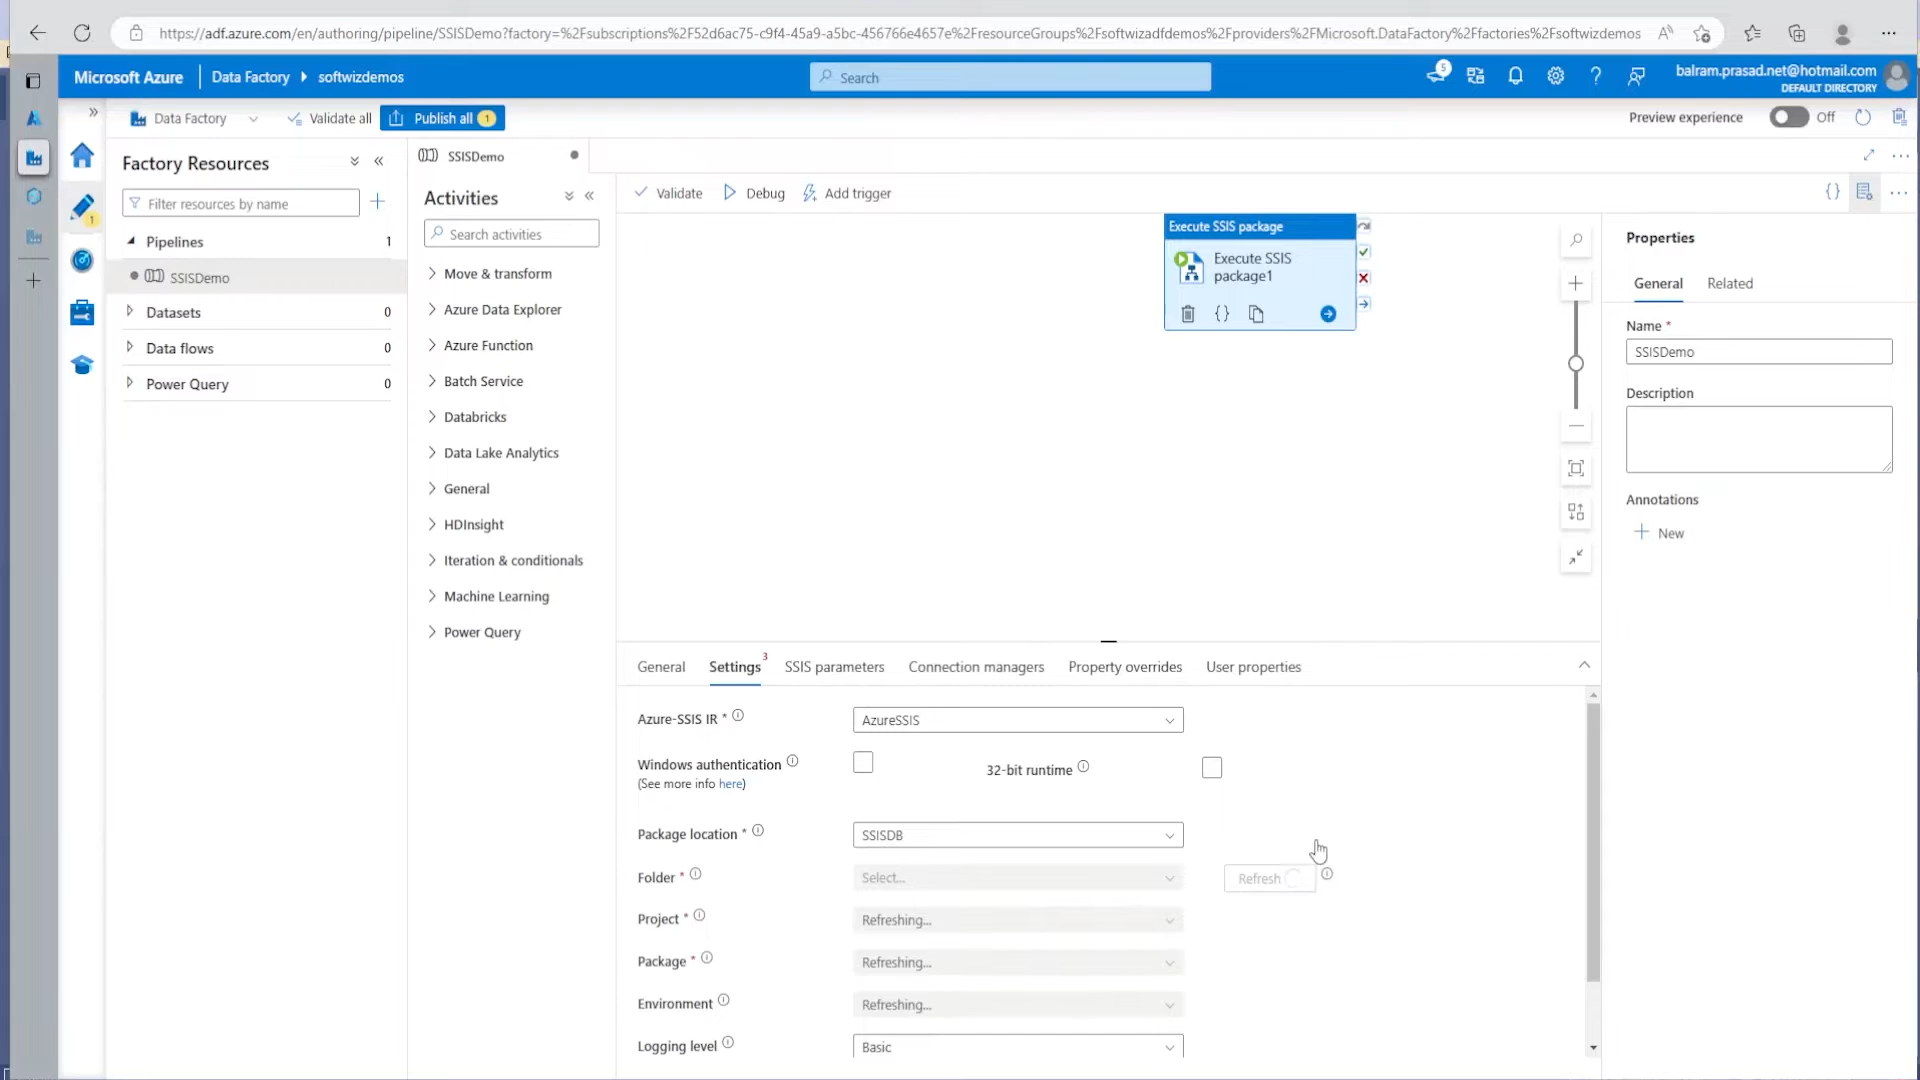 https://adf.azure.com/en/authoring/pipeline/SSISDemo?factory=%2Fsubscriptions%2F52d6ac75-c9f4-45a9-a5bc-456766e4657e%2FresourceGroups%2Fsoftwizadfdemos%2Fproviders%2FMicrosoft.DataFactory%2Ffactories%2Fsoftwizdemos
Microsoft Azure
Data Factory
softwizdemos
Search
5
balram.prasad.net@hotmail.com
DEFAULT DIRECTORY
Data Factory
Validate all
Publish all 1
Preview experience
Off
Factory Resources
Filter resources by name
1
Pipelines 1
SSISDemo
Datasets 0
Data flows 0
Power Query 0
SSISDemo
Activities
Search activities
Move & transform
Azure Data Explorer
Azure Function
Batch Service
Databricks
Data Lake Analytics
General
HDInsight
Iteration & conditionals
Machine Learning
Power Query
Validate
Debug
Add trigger
Execute SSIS package
Execute SSIS
package1
Properties
General
Related
Name *
SSISDemo
Description
Annotations
New
General
Settings 3
SSIS parameters
Connection managers
Property overrides
User properties
Azure-SSIS IR *
AzureSSIS
Windows authentication
(See more info here)
32-bit runtime
Package location *
SSISDB
Folder *
Select...
Refresh
Project *
Refreshing...
Package *
Refreshing...
Environment
Refreshing...
Logging level
Basic